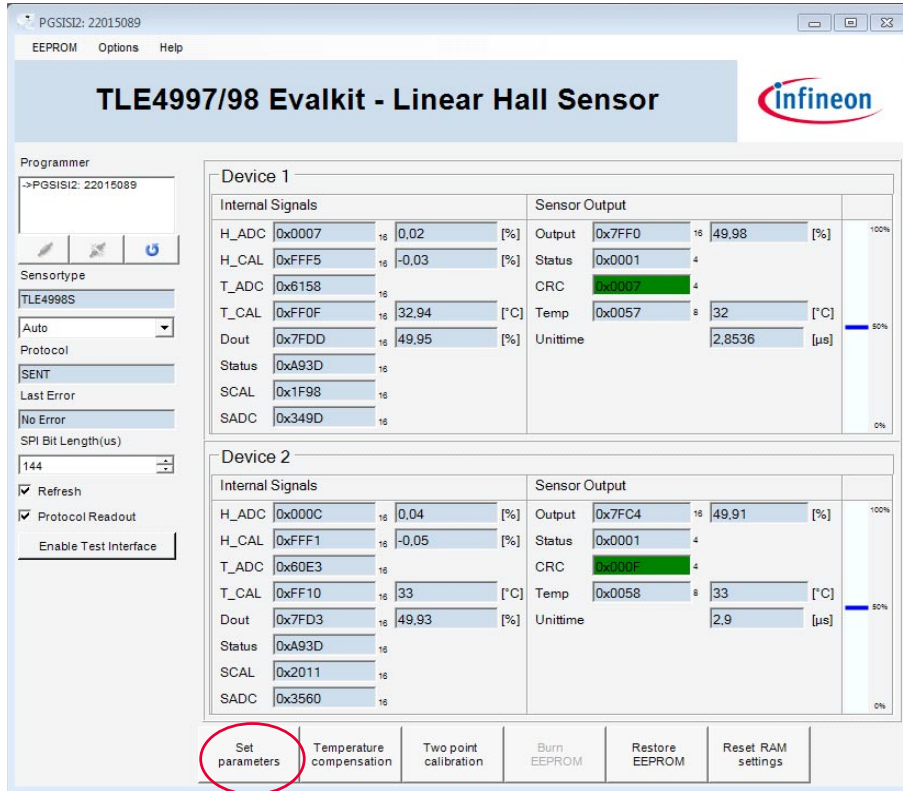 PGSISI2: 22015089
EEPROM Options Help
TLE4997/98 Evalkit - Linear Hall Sensor
infineon
Programmer
->PGSISI2: 22015089
Sensortype
TLE4998S
Auto
Protocol
SENT
Last Error
No Error
SPI Bit Length(us)
144
Refresh
Protocol Readout
Enable Test Interface
Device 1
Internal Signals
H_ADC 0x0007 16 0,02 [%]
H_CAL 0xFFF5 16 -0,03 [%]
T_ADC 0x6158 16
T_CAL 0xFF0F 16 32,94 [°C]
Dout 0x7FDD 16 49,95 [%]
Status 0xA93D 16
SCAL 0x1F98 16
SADC 0x349D 16
Sensor Output
Output 0x7FF0 16 49,98 [%]
Status 0x0001 4
CRC 0x0007 4
Temp 0x0057 8 32 [°C]
Unittime 2,8536 [µs]
100%
50%
0%
Device 2
Internal Signals
H_ADC 0x000C 16 0,04 [%]
H_CAL 0xFFF1 16 -0,05 [%]
T_ADC 0x60E3 16
T_CAL 0xFF10 16 33 [°C]
Dout 0x7FD3 16 49,93 [%]
Status 0xA93D 16
SCAL 0x2011 16
SADC 0x3560 16
Sensor Output
Output 0x7FC4 16 49,91 [%]
Status 0x0001 4
CRC 0x000F 4
Temp 0x0058 8 33 [°C]
Unittime 2,9 [µs]
100%
50%
0%
Set
parameters
Temperature
compensation
Two point
calibration
Burn
EEPROM
Restore
EEPROM
Reset RAM
settings